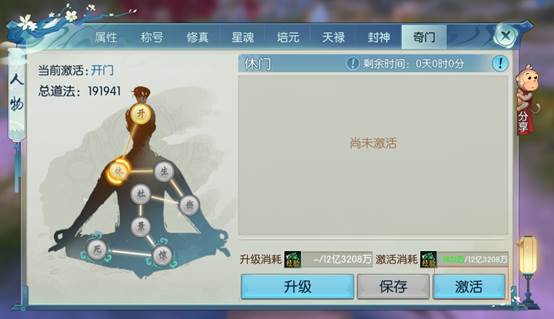 属性 称号 修真 星魂 培元 天禄 封神 奇门
人物
当前激活：开门
总道法：191941
休门
剩余时间：0天0时0分
分享
尚未激活
开
休
生
杜
景
死
惊
升级消耗 经验 --/12亿3208万 激活消耗 经验 /12亿3208万
升级 保存 激活